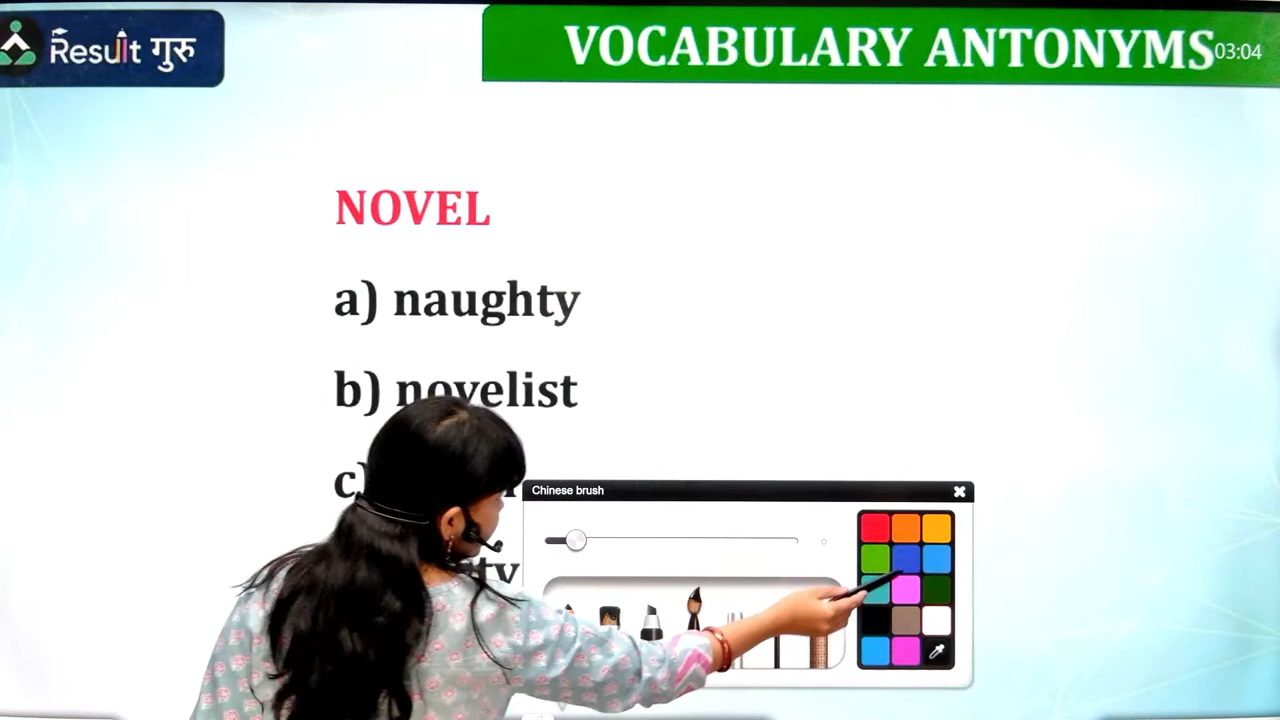 Result गुरु
VOCABULARY ANTONYMS
03:04
NOVEL
a) naughty
b) novelist
c)
Chinese brush